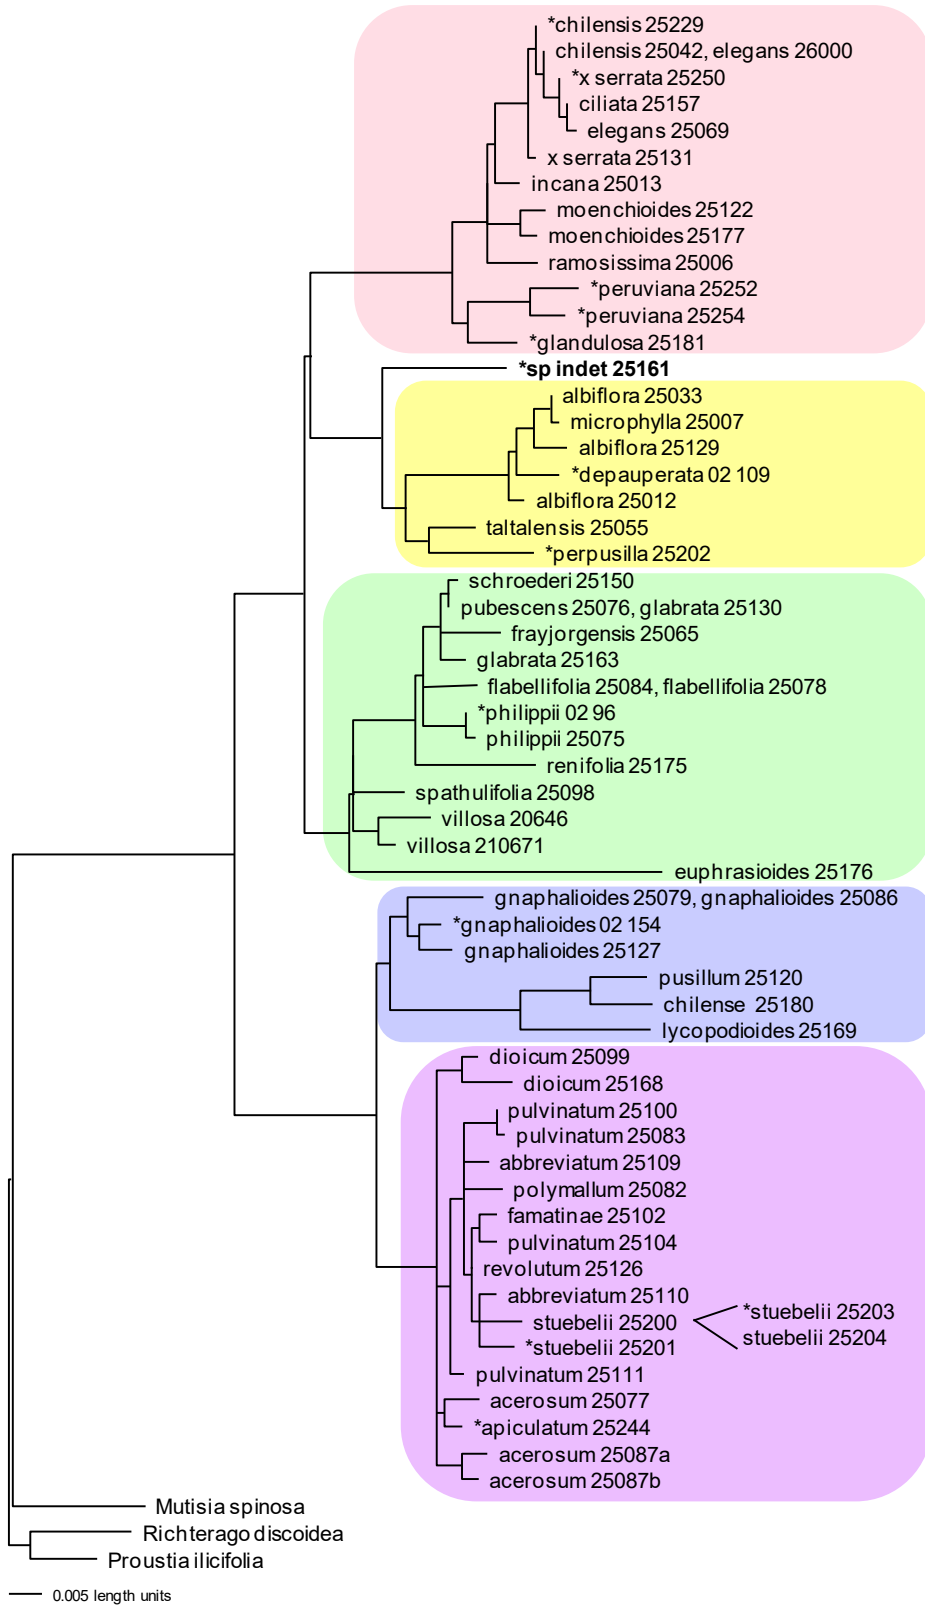 *chilensis 25229
chilensis 25042, elegans 26000
*x serrata 25250
ciliata 25157
elegans 25069
x serrata 25131
incana 25013
moenchioides 25122
moenchioides 25177
ramosissima 25006
*peruviana 25252
*peruviana 25254
*glandulosa 25181
*sp indet 25161
albiflora 25033
microphylla 25007
albiflora 25129
*depauperata 02 109
albiflora 25012
taltalensis 25055
*perpusilla 25202
schroederi 25150
pubescens 25076, glabrata 25130
frayjorgensis 25065
glabrata 25163
flabellifolia 25084, flabellifolia 25078
*philippii 02 96
philippii 25075
renifolia 25175
spathulifolia 25098
villosa 20646
villosa 210671
euphrasioides 25176
gnaphalioides 25079, gnaphalioides 25086
*gnaphalioides 02 154
gnaphalioides 25127
pusillum 25120
chilense 25180
lycopodioides 25169
dioicum 25099
dioicum 25168
pulvinatum 25100
pulvinatum 25083
abbreviatum 25109
polymallum 25082
famatinae 25102
pulvinatum 25104
revolutum 25126
abbreviatum 25110
stuebelii 25200
*stuebelii 25203
stuebelii 25204
*stuebelii 25201
pulvinatum 25111
acerosum 25077
*apiculatum 25244
acerosum 25087a
acerosum 25087b
Mutisia spinosa
Richterago discoidea
Proustia ilicifolia
0.005 length units